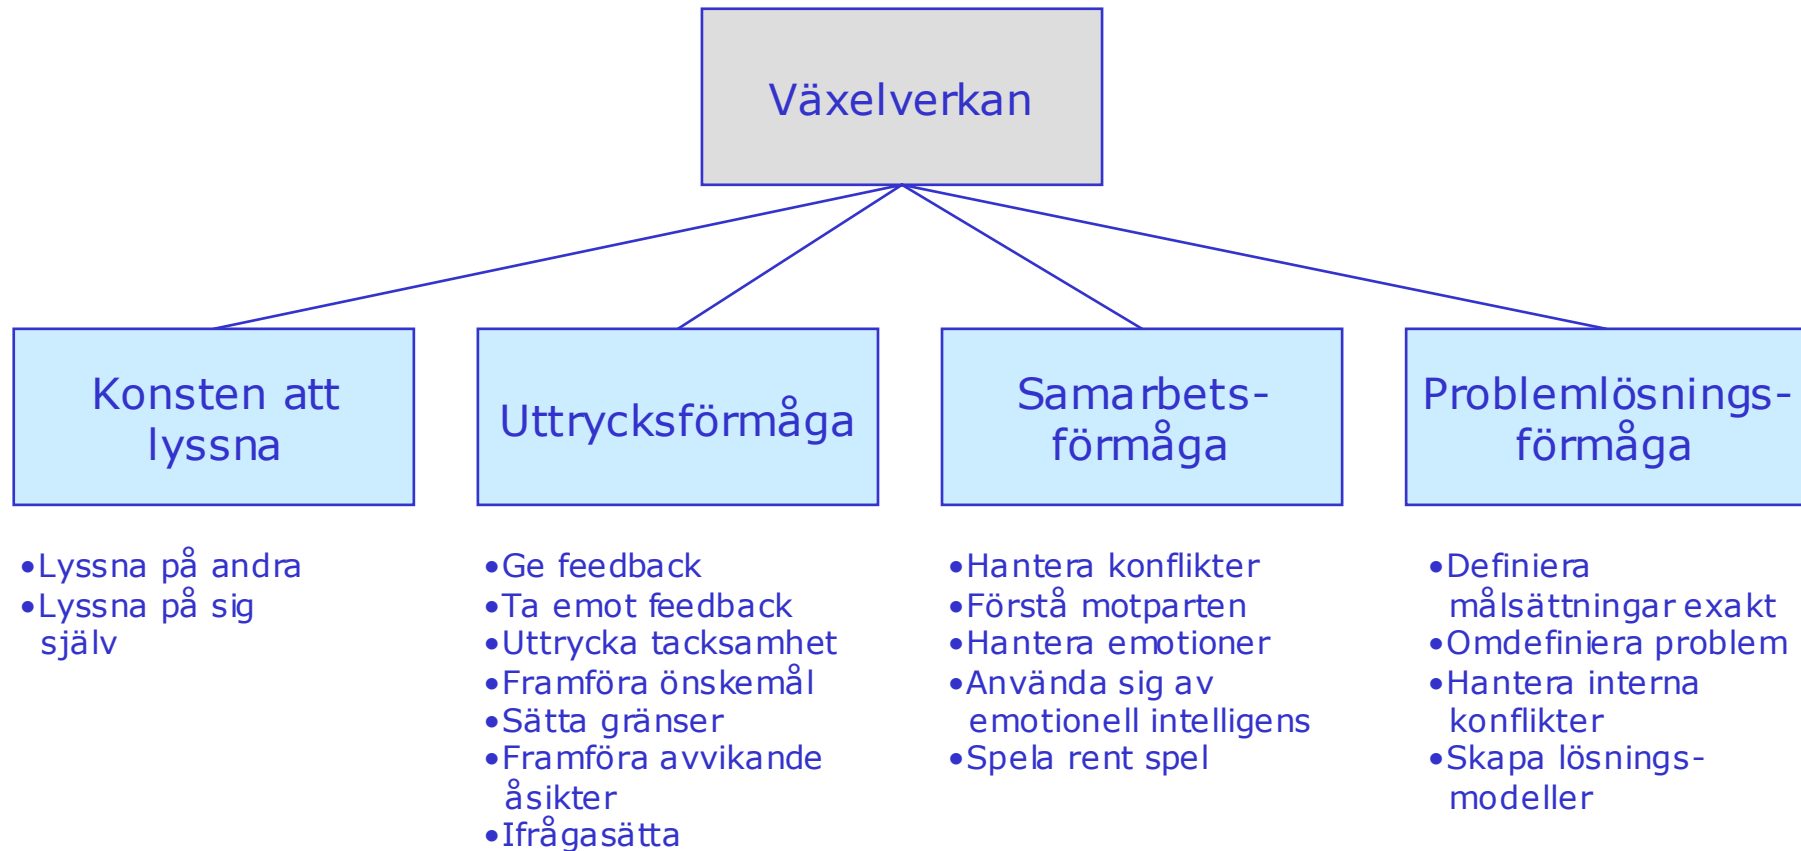 Växelverkan
Konsten att
lyssna
Uttrycksförmåga
Samarbets-
förmåga
Problemlösnings-
förmåga
•Lyssna på andra
•Lyssna på sig
själv
•Ge feedback
•Ta emot feedback
•Uttrycka tacksamhet
•Framföra önskemål
•Sätta gränser
•Framföra avvikande
åsikter
•Ifrågasätta
•Hantera konflikter
•Förstå motparten
•Hantera emotioner
•Använda sig av
emotionell intelligens
•Spela rent spel
•Definiera
målsättningar exakt
•Omdefiniera problem
•Hantera interna
konflikter
•Skapa lösnings-
modeller